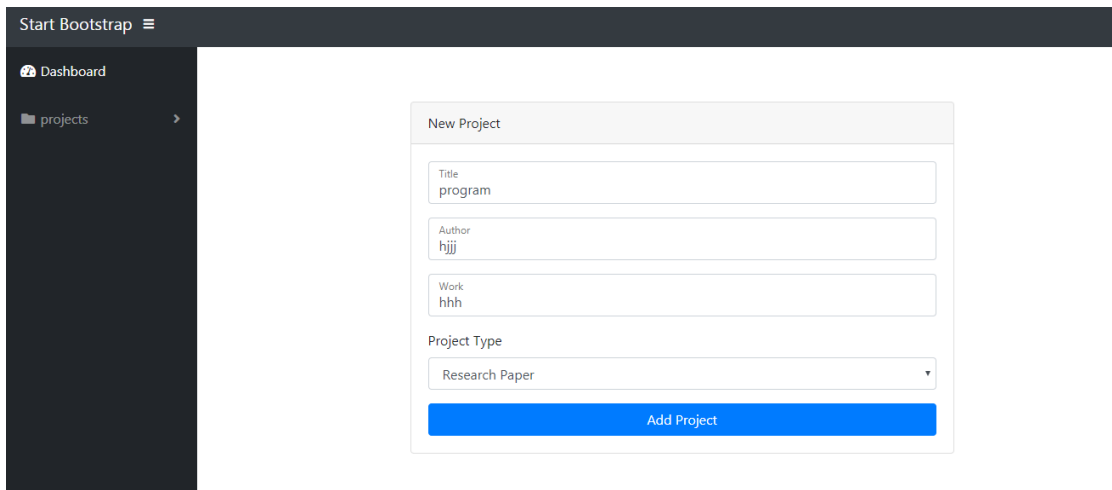 Start Bootstrap
Dashboard
projects
New Project
Title
program
Author
hjjj
Work
hhh
Project Type
Research Paper
Add Project